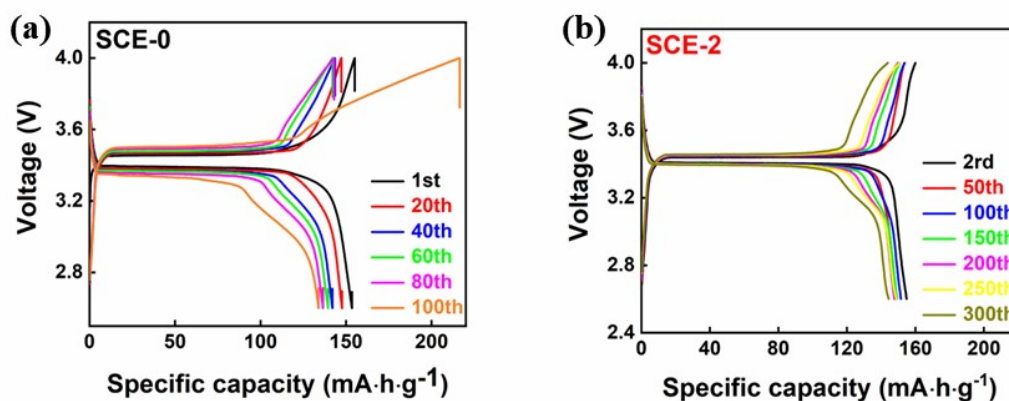 (a)
SCE-0
4.0
3.6
3.2
2.8
Voltage (V)
1st
20th
40th
60th
80th
100th
0 50 100 150 200
Specific capacity (mA·h·g⁻¹)
(b)
SCE-2
4.0
3.6
3.2
2.8
2.4
Voltage (V)
2rd
50th
100th
150th
200th
250th
300th
0 40 80 120 160 200
Specific capacity (mA·h·g⁻¹)